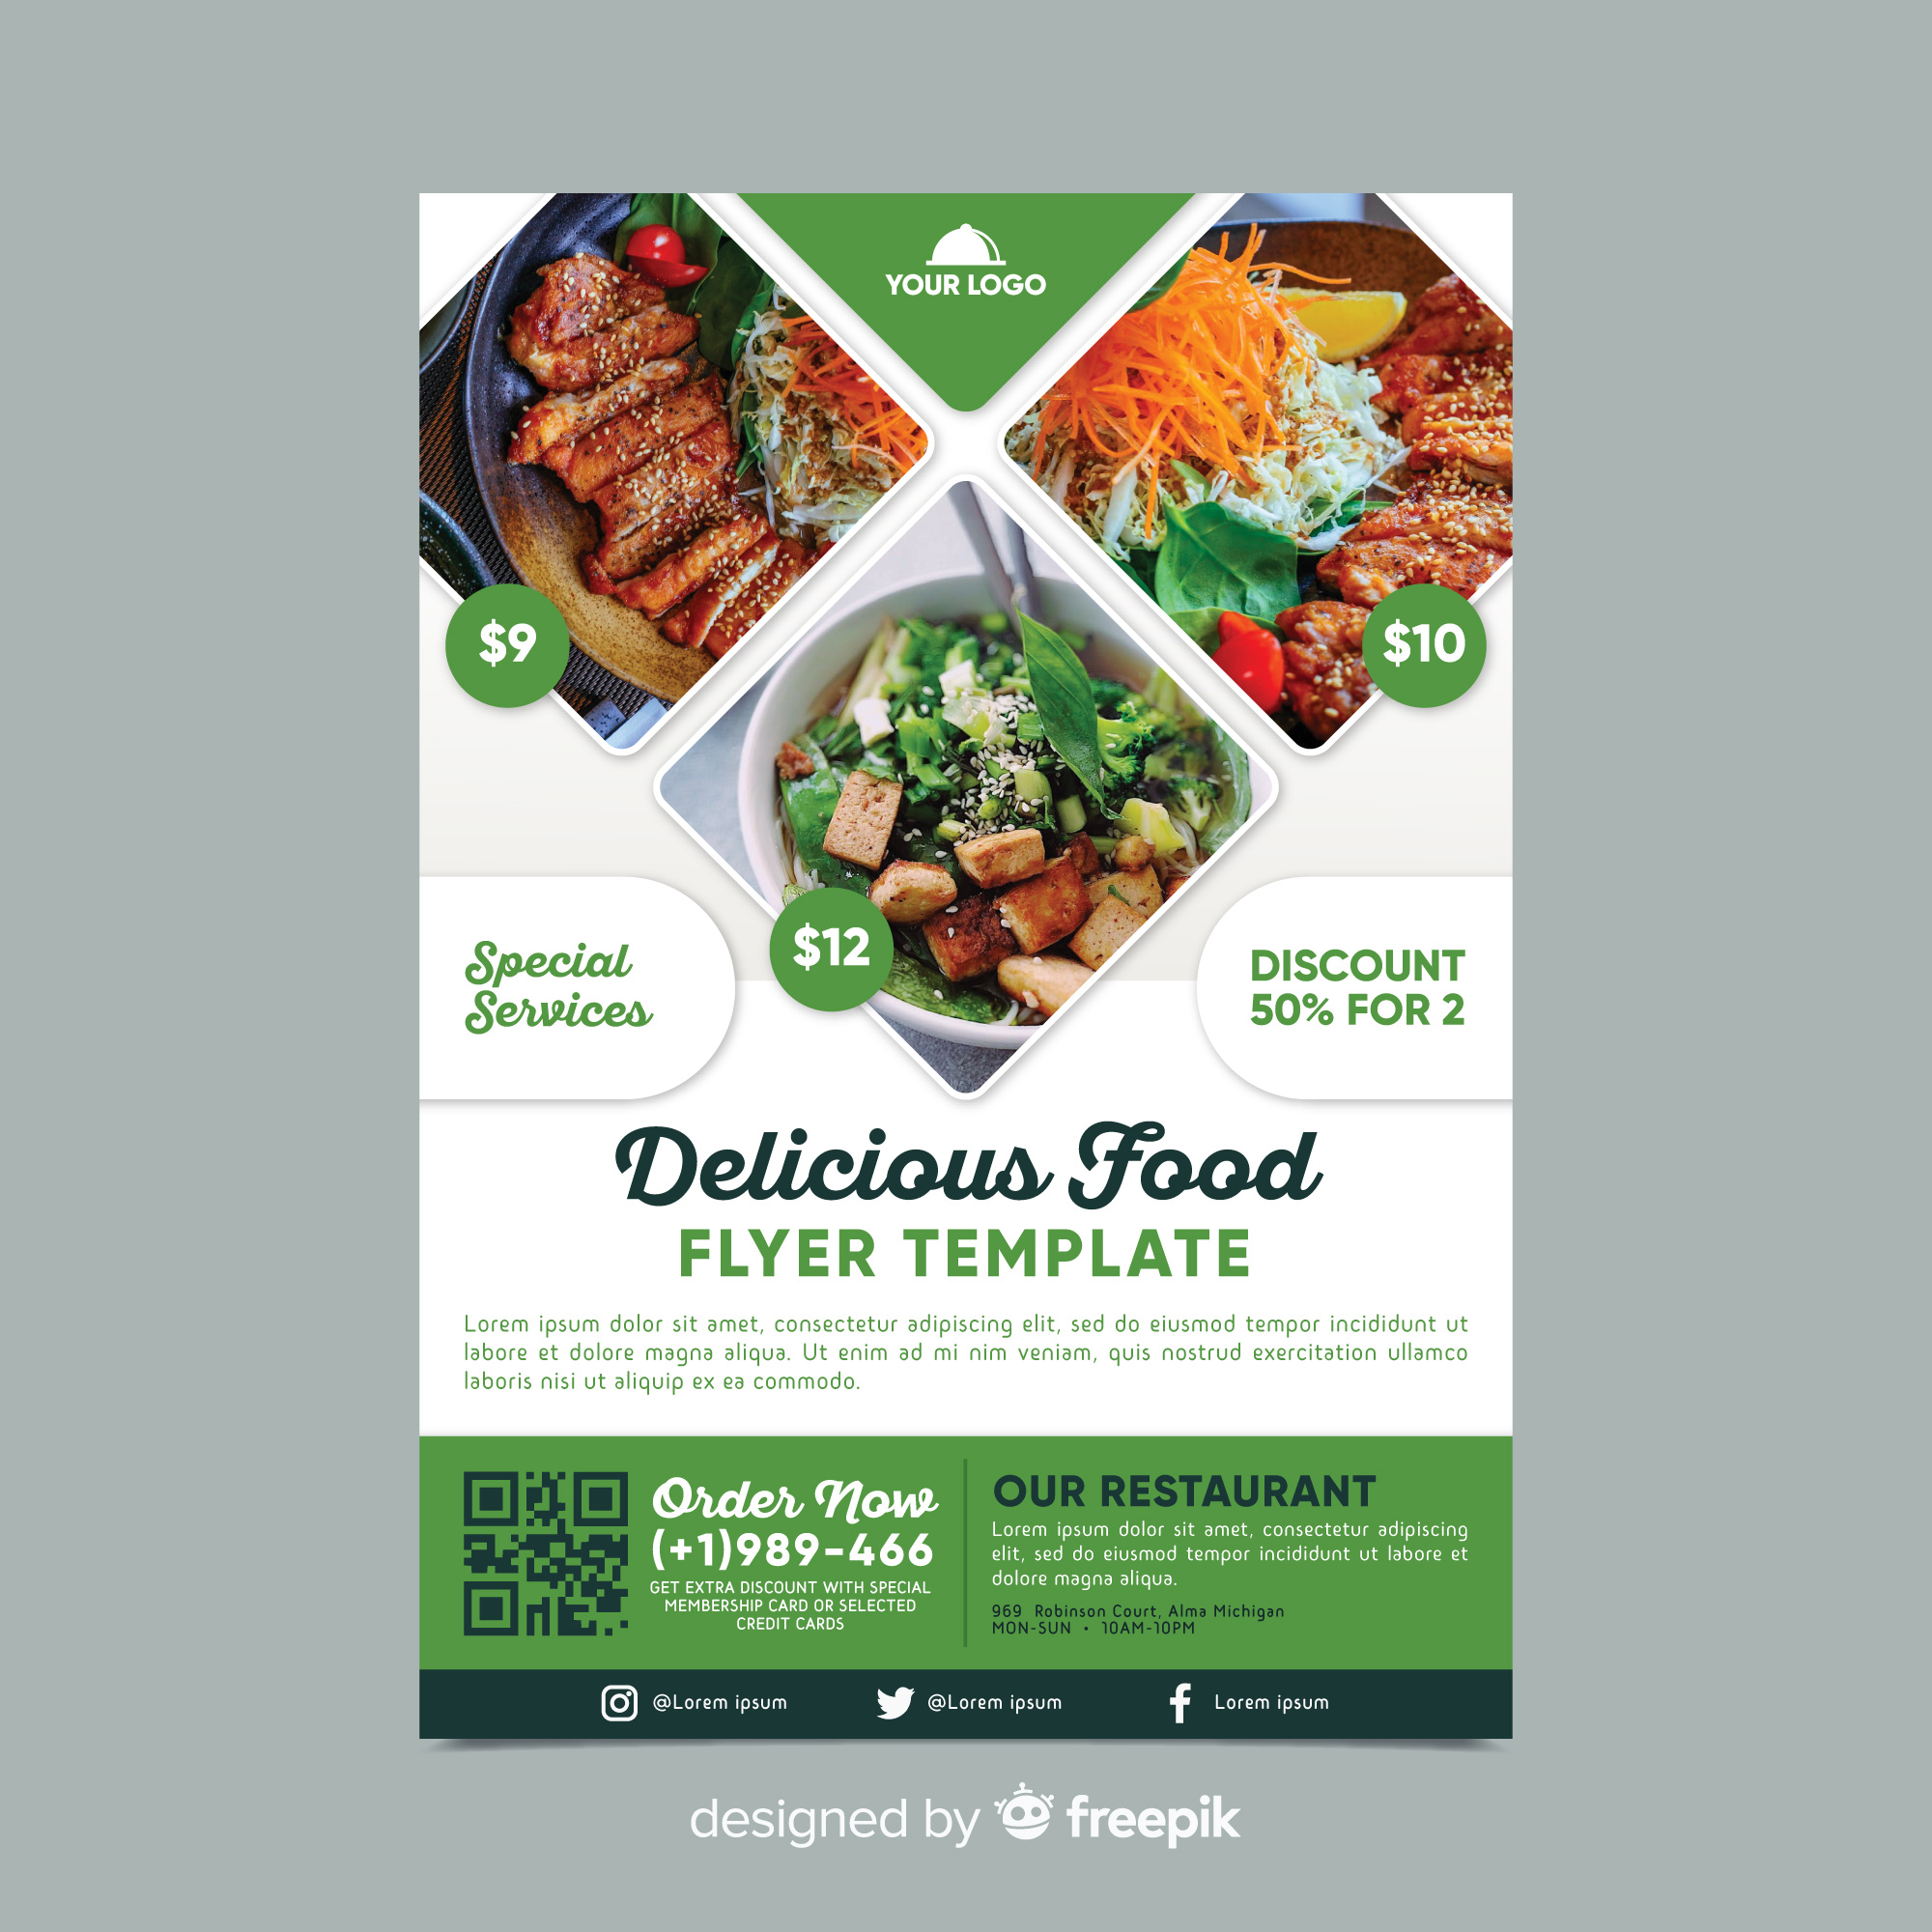 YOUR LOGO
$9
$10
$12
Special
Services
DISCOUNT
50% FOR 2
Delicious Food
FLYER TEMPLATE
Lorem ipsum dolor sit amet, consectetur adipiscing elit, sed do eiusmod tempor incididunt ut
labore et dolore magna aliqua. Ut enim ad mi nim veniam, quis nostrud exercitation ullamco
laboris nisi ut aliquip ex ea commodo.
Order Now
(+1)989-466
GET EXTRA DISCOUNT WITH SPECIAL
MEMBERSHIP CARD OR SELECTED
CREDIT CARDS
OUR RESTAURANT
Lorem ipsum dolor sit amet, consectetur adipiscing
elit, sed do eiusmod tempor incididunt ut labore et
dolore magna aliqua.
969 Robinson Court, Alma Michigan
MON-SUN • 10AM-10PM
@Lorem ipsum
@Lorem ipsum
Lorem ipsum
designed by freepik